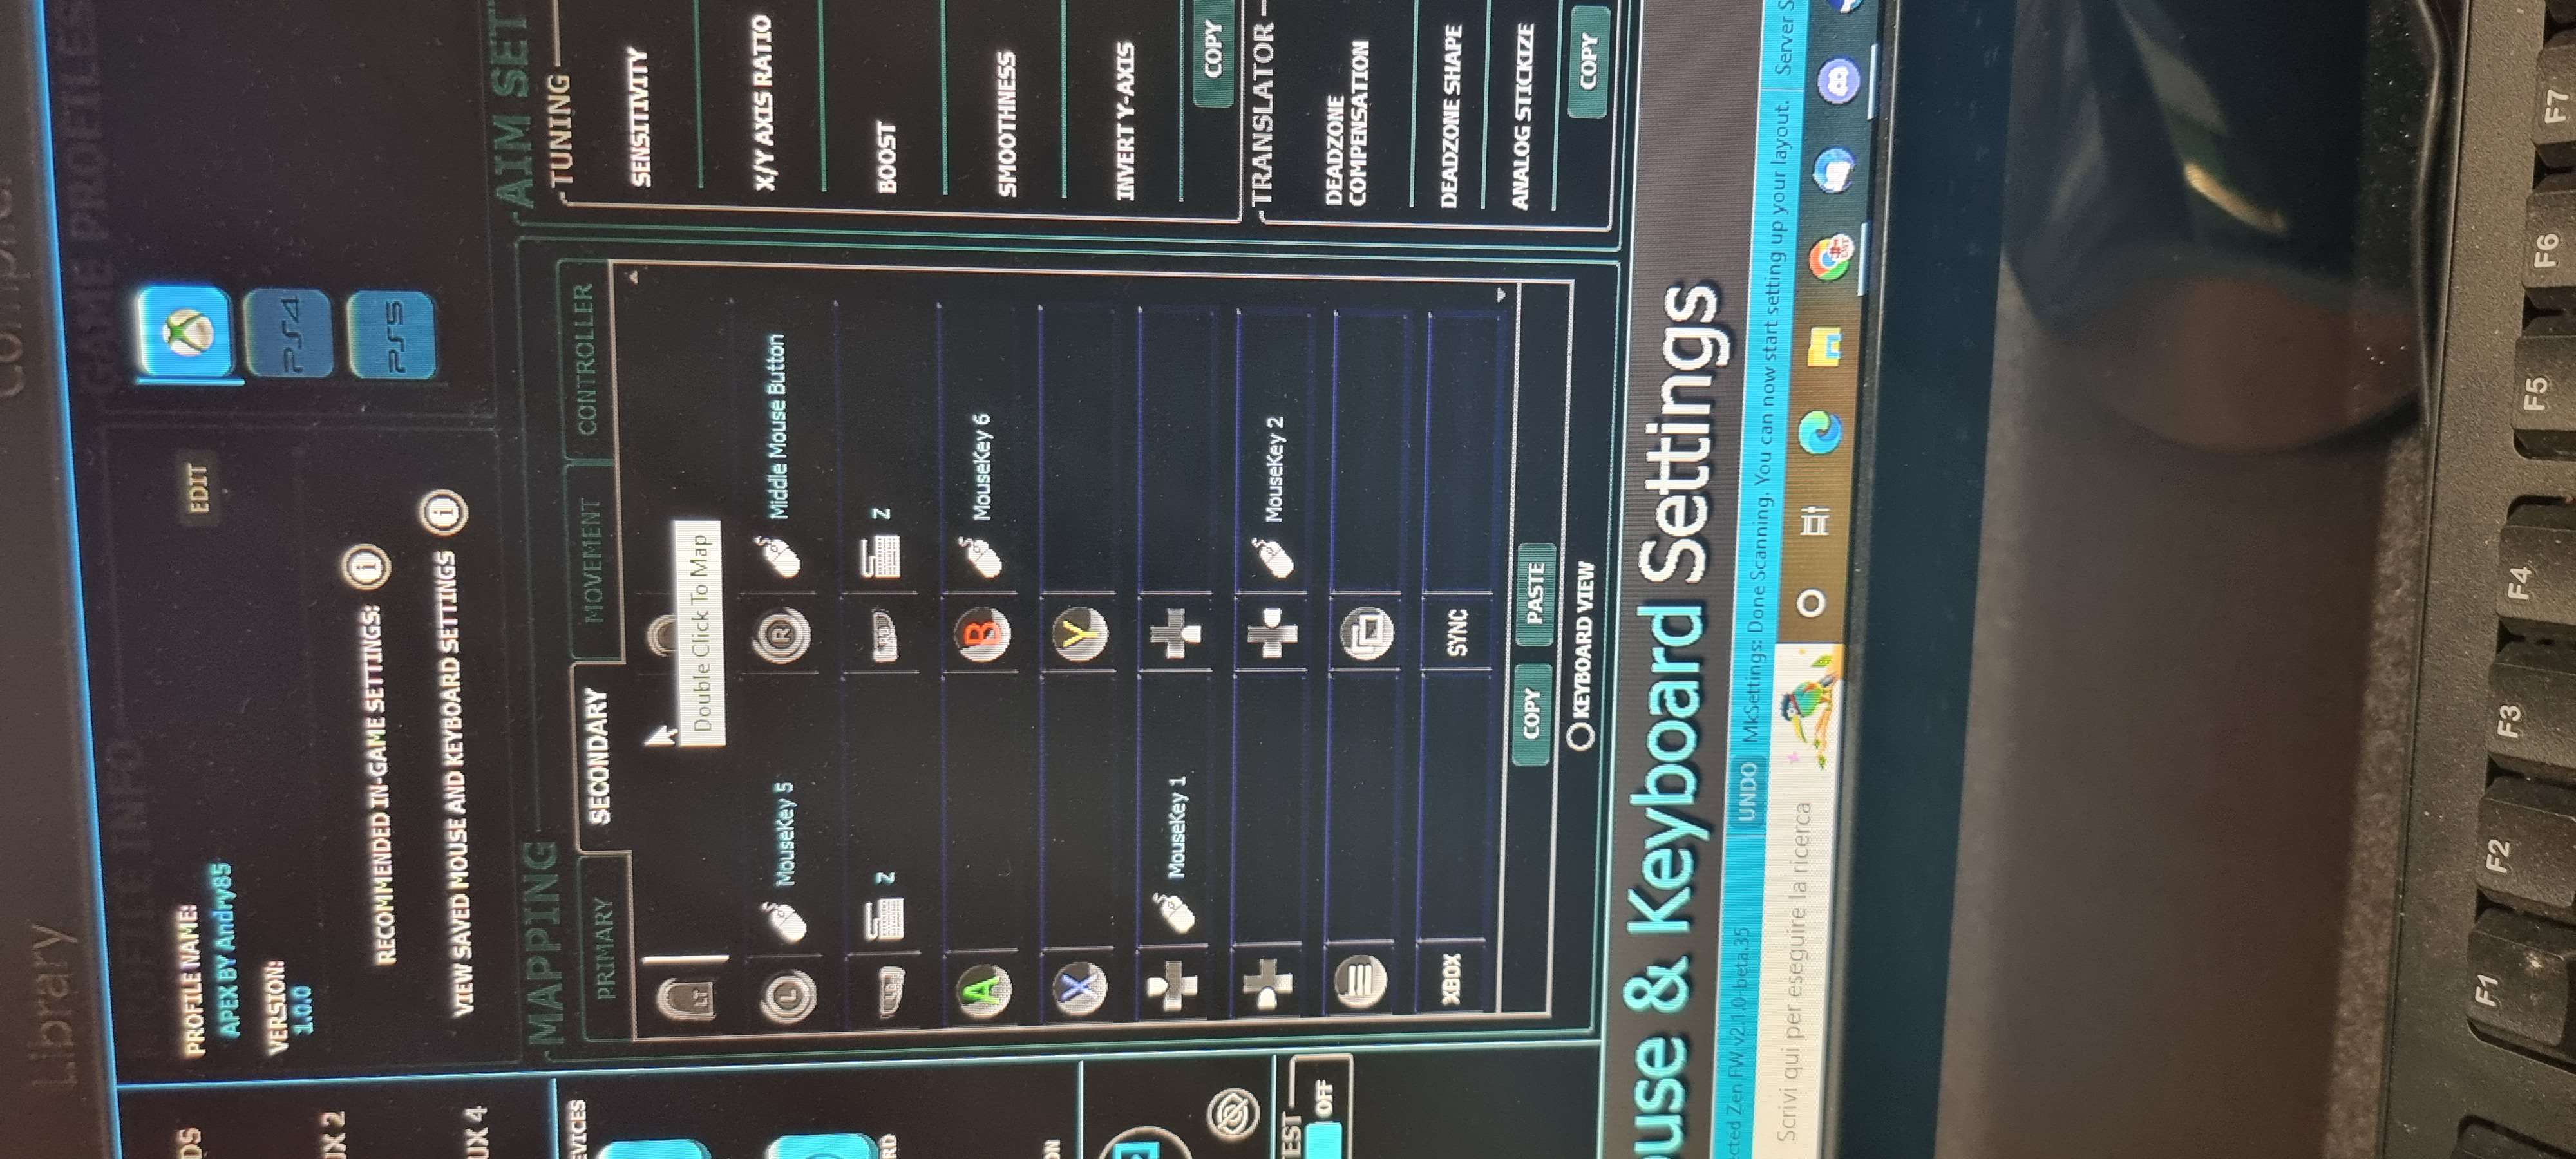 Library
Compiler
PROFILE INFO
GAME PROFILES
DS
PROFILE NAME:
EDIT
APEX BY Andry85
VERSION:
1.0.0
PS4
UX 2
RECOMMENDED IN-GAME SETTINGS:
PS5
VIEW SAVED MOUSE AND KEYBOARD SETTINGS
UX 4
MAPPING
AIM SET
EVICES
TUNING
PRIMARY
SECONDARY
MOVEMENT
CONTROLLER
SENSITIVITY
LT
Double Click To Map
L
MouseKey 5
R
Middle Mouse Button
X/Y AXIS RATIO
RD
LB
Z
RB
Z
BOOST
A
B
MouseKey 6
SMOOTHNESS
ON
X
Y
INVERT Y-AXIS
MouseKey 1
COPY
TEST
OFF
MouseKey 2
TRANSLATOR
DEADZONE
COMPENSATION
XBOX
SYNC
DEADZONE SHAPE
COPY
PASTE
ANALOG STICKIZE
KEYBOARD VIEW
COPY
ouse & Keyboard Settings
ected Zen FW v2.1.0-beta.35
UNDO
MkSettings: Done Scanning. You can now start setting up your layout.
Server S
Scrivi qui per eseguire la ricerca
F1
F2
F3
F4
F5
F6
F7